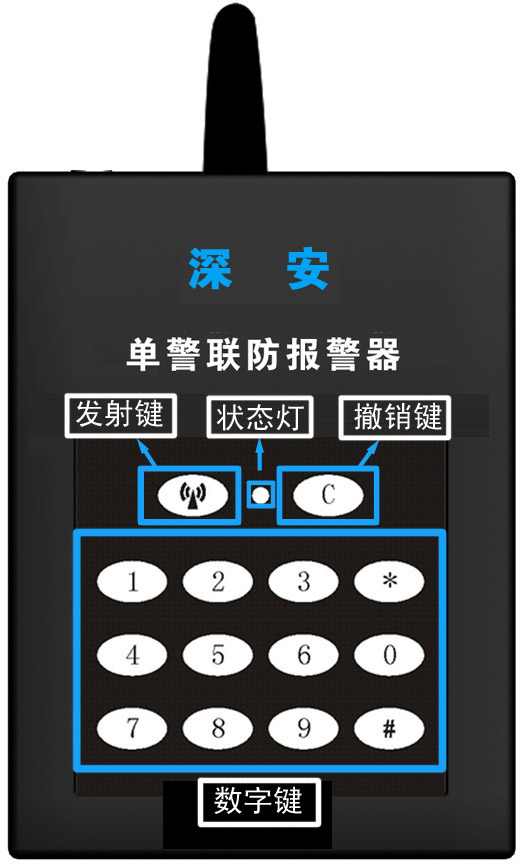 深 安
单警联防报警器
发射键 状态灯 撤销键
C
1 2 3 *
4 5 6 0
7 8 9 #
数字键